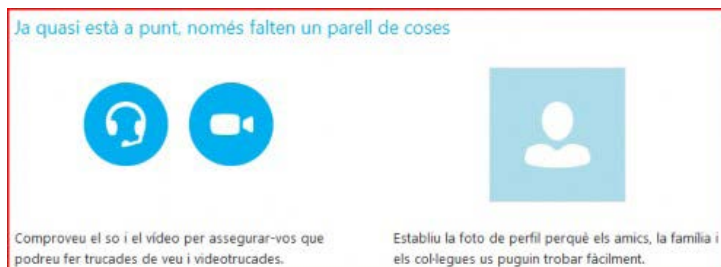 Ja quasi està a punt, només falten un parell de coses
Comproveu el so i el vídeo per assegurar-vos que
podreu fer trucades de veu i videotrucades.
Establiu la foto de perfil perquè els amics, la família i
els col·legues us puguin trobar fàcilment.